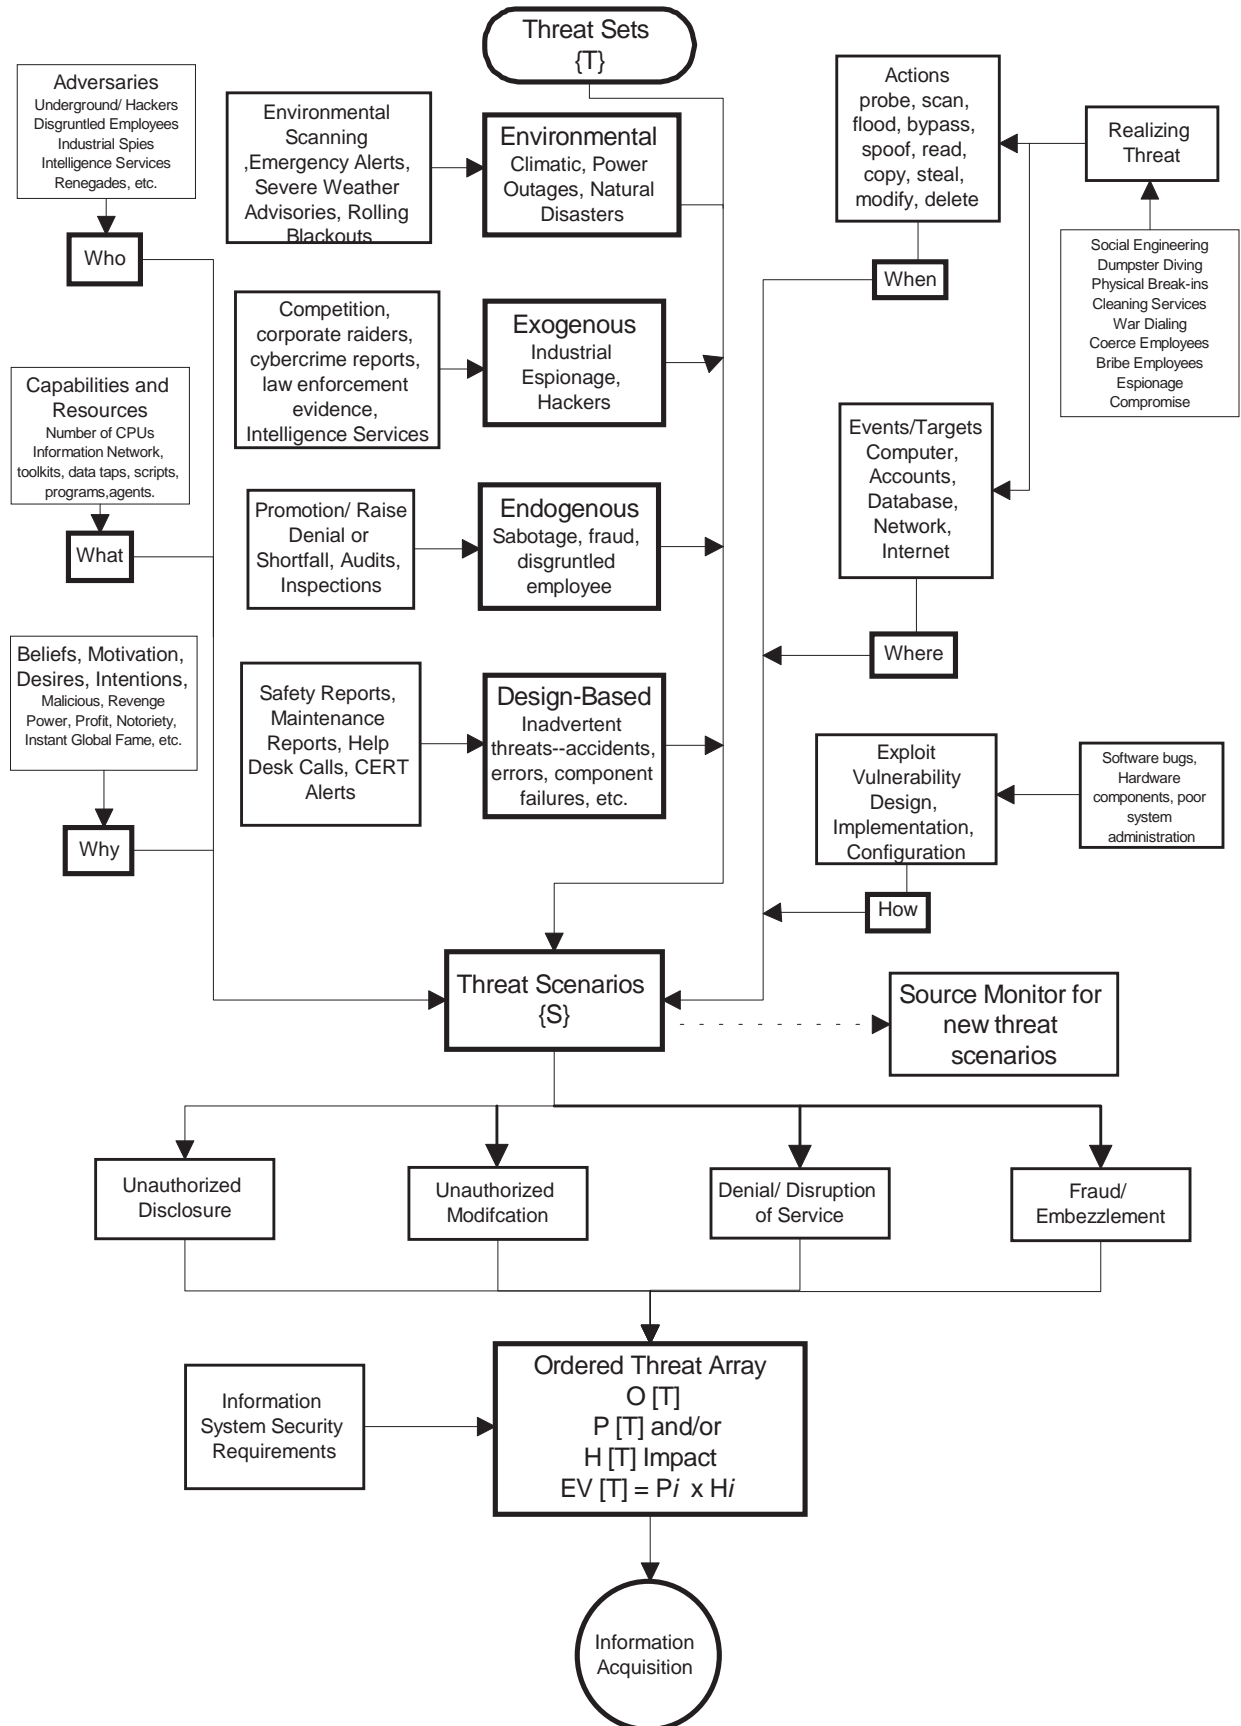 Threat Sets
{T}
Adversaries
Underground/ Hackers
Disgruntled Employees
Industrial Spies
Intelligence Services
Renegades, etc.
Who
Capabilities and
Resources
Number of CPUs
Information Network,
toolkits, data taps, scripts,
programs,agents.
What
Beliefs, Motivation,
Desires, Intentions,
Malicious, Revenge
Power, Profit, Notoriety,
Instant Global Fame, etc.
Why
Environmental
Scanning
,Emergency Alerts,
Severe Weather
Advisories, Rolling
Blackouts
Environmental
Climatic, Power
Outages, Natural
Disasters
Competition,
corporate raiders,
cybercrime reports,
law enforcement
evidence,
Intelligence Services
Exogenous
Industrial
Espionage,
Hackers
Promotion/ Raise
Denial or
Shortfall, Audits,
Inspections
Endogenous
Sabotage, fraud,
disgruntled
employee
Safety Reports,
Maintenance
Reports, Help
Desk Calls, CERT
Alerts
Design-Based
Inadvertent
threats--accidents,
errors, component
failures, etc.
Actions
probe, scan,
flood, bypass,
spoof, read,
copy, steal,
modify, delete
When
Realizing
Threat
Social Engineering
Dumpster Diving
Physical Break-ins
Cleaning Services
War Dialing
Coerce Employees
Bribe Employees
Espionage
Compromise
Events/Targets
Computer,
Accounts,
Database,
Network,
Internet
Where
Exploit
Vulnerability
Design,
Implementation,
Configuration
How
Software bugs,
Hardware
components, poor
system
administration
Threat Scenarios
{S}
Source Monitor for
new threat
scenarios
Unauthorized
Disclosure
Unauthorized
Modifcation
Denial/ Disruption
of Service
Fraud/
Embezzlement
Information
System Security
Requirements
Ordered Threat Array
O [T]
P [T] and/or
H [T] Impact
EV [T] = Pi x Hi
Information
Acquisition